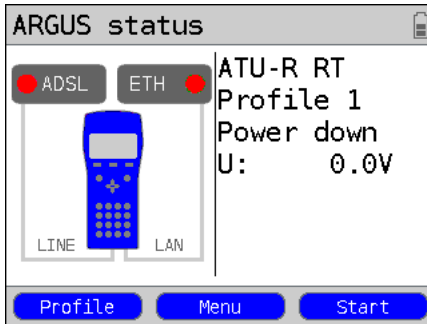 ARGUS status
ADSL
ETH
LINE
LAN
ATU-R RT
Profile 1
Power down
U: 0.0V
Profile
Menu
Start